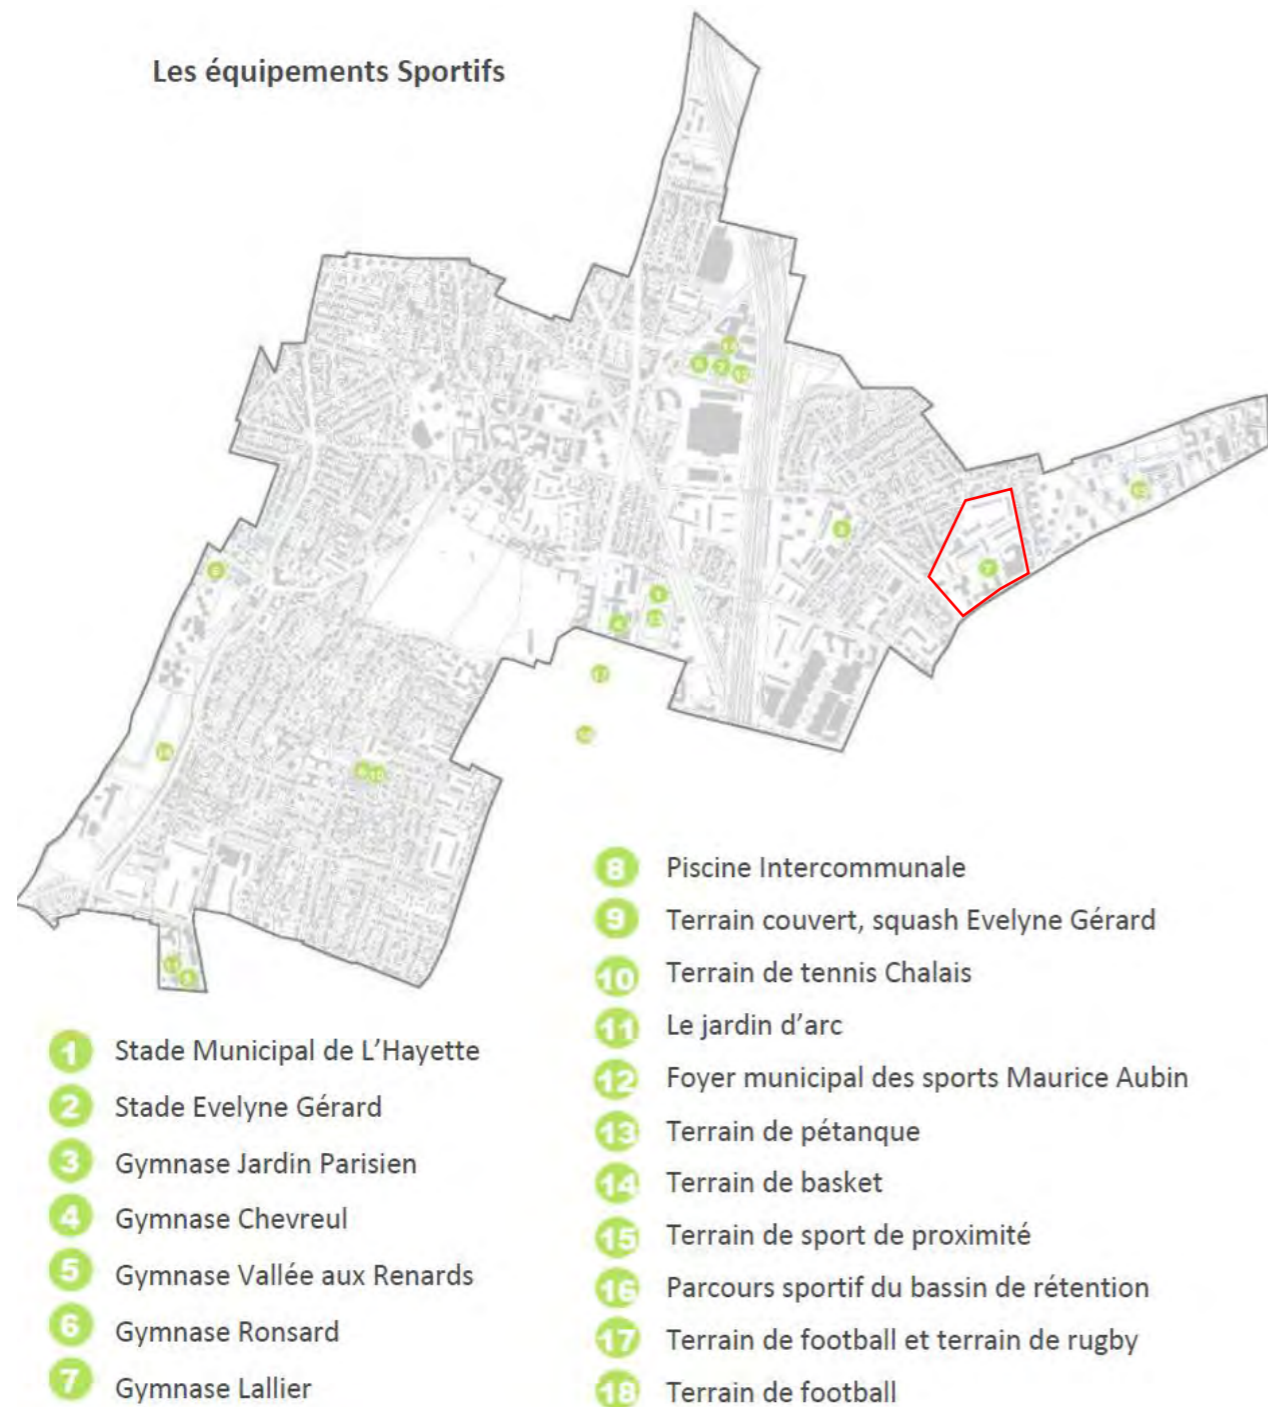 Les équipements Sportifs
1 Stade Municipal de L'Hayette
2 Stade Evelyne Gérard
3 Gymnase Jardin Parisien
4 Gymnase Chevreul
5 Gymnase Vallée aux Renards
6 Gymnase Ronsard
7 Gymnase Lallier
8 Piscine Intercommunale
9 Terrain couvert, squash Evelyne Gérard
10 Terrain de tennis Chalais
11 Le jardin d'arc
12 Foyer municipal des sports Maurice Aubin
13 Terrain de pétanque
14 Terrain de basket
15 Terrain de sport de proximité
16 Parcours sportif du bassin de rétention
17 Terrain de football et terrain de rugby
18 Terrain de football
7
1
17
10